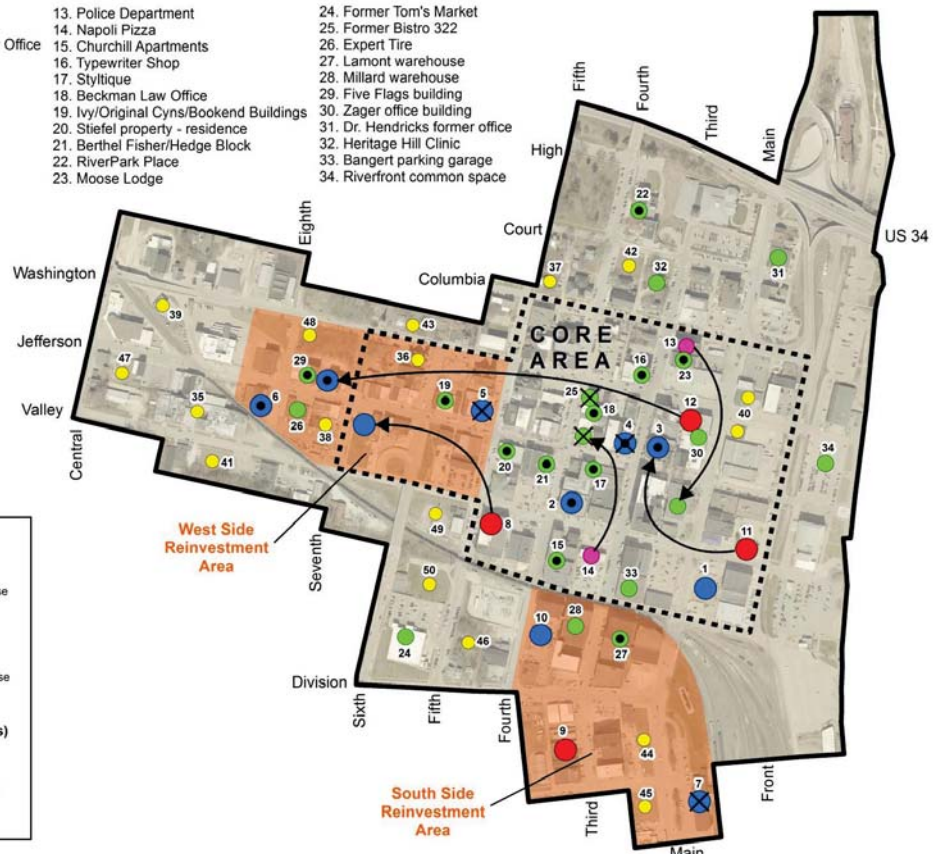 Office
13. Police Department
14. Napoli Pizza
15. Churchill Apartments
16. Typewriter Shop
17. Styltique
18. Beckman Law Office
19. Ivy/Original Cyns/Bookend Buildings
20. Stiefel property - residence
21. Berthel Fisher/Hedge Block
22. RiverPark Place
23. Moose Lodge
24. Former Tom's Market
25. Former Bistro 322
26. Expert Tire
27. Lamont warehouse
28. Millard warehouse
29. Five Flags building
30. Zager office building
31. Dr. Hendricks former office
32. Heritage Hill Clinic
33. Bangert parking garage
34. Riverfront common space
Fifth
Fourth
Third
Main
High
Court
Columbia
Eighth
Washington
Jefferson
Valley
Central
US 34
CORE
AREA
22
42
32
31
37
39
48
43
36
13
16
23
47
29
19
5
25
18
12
40
35
6
26
38
4
3
30
34
20
21
17
41
2
49
8
11
15
14
33
1
50
28
10
27
24
46
9
44
45
7
West Side
Reinvestment
Area
Seventh
Division
Sixth
Fifth
Fourth
South Side
Reinvestment
Area
Third
Front
Main